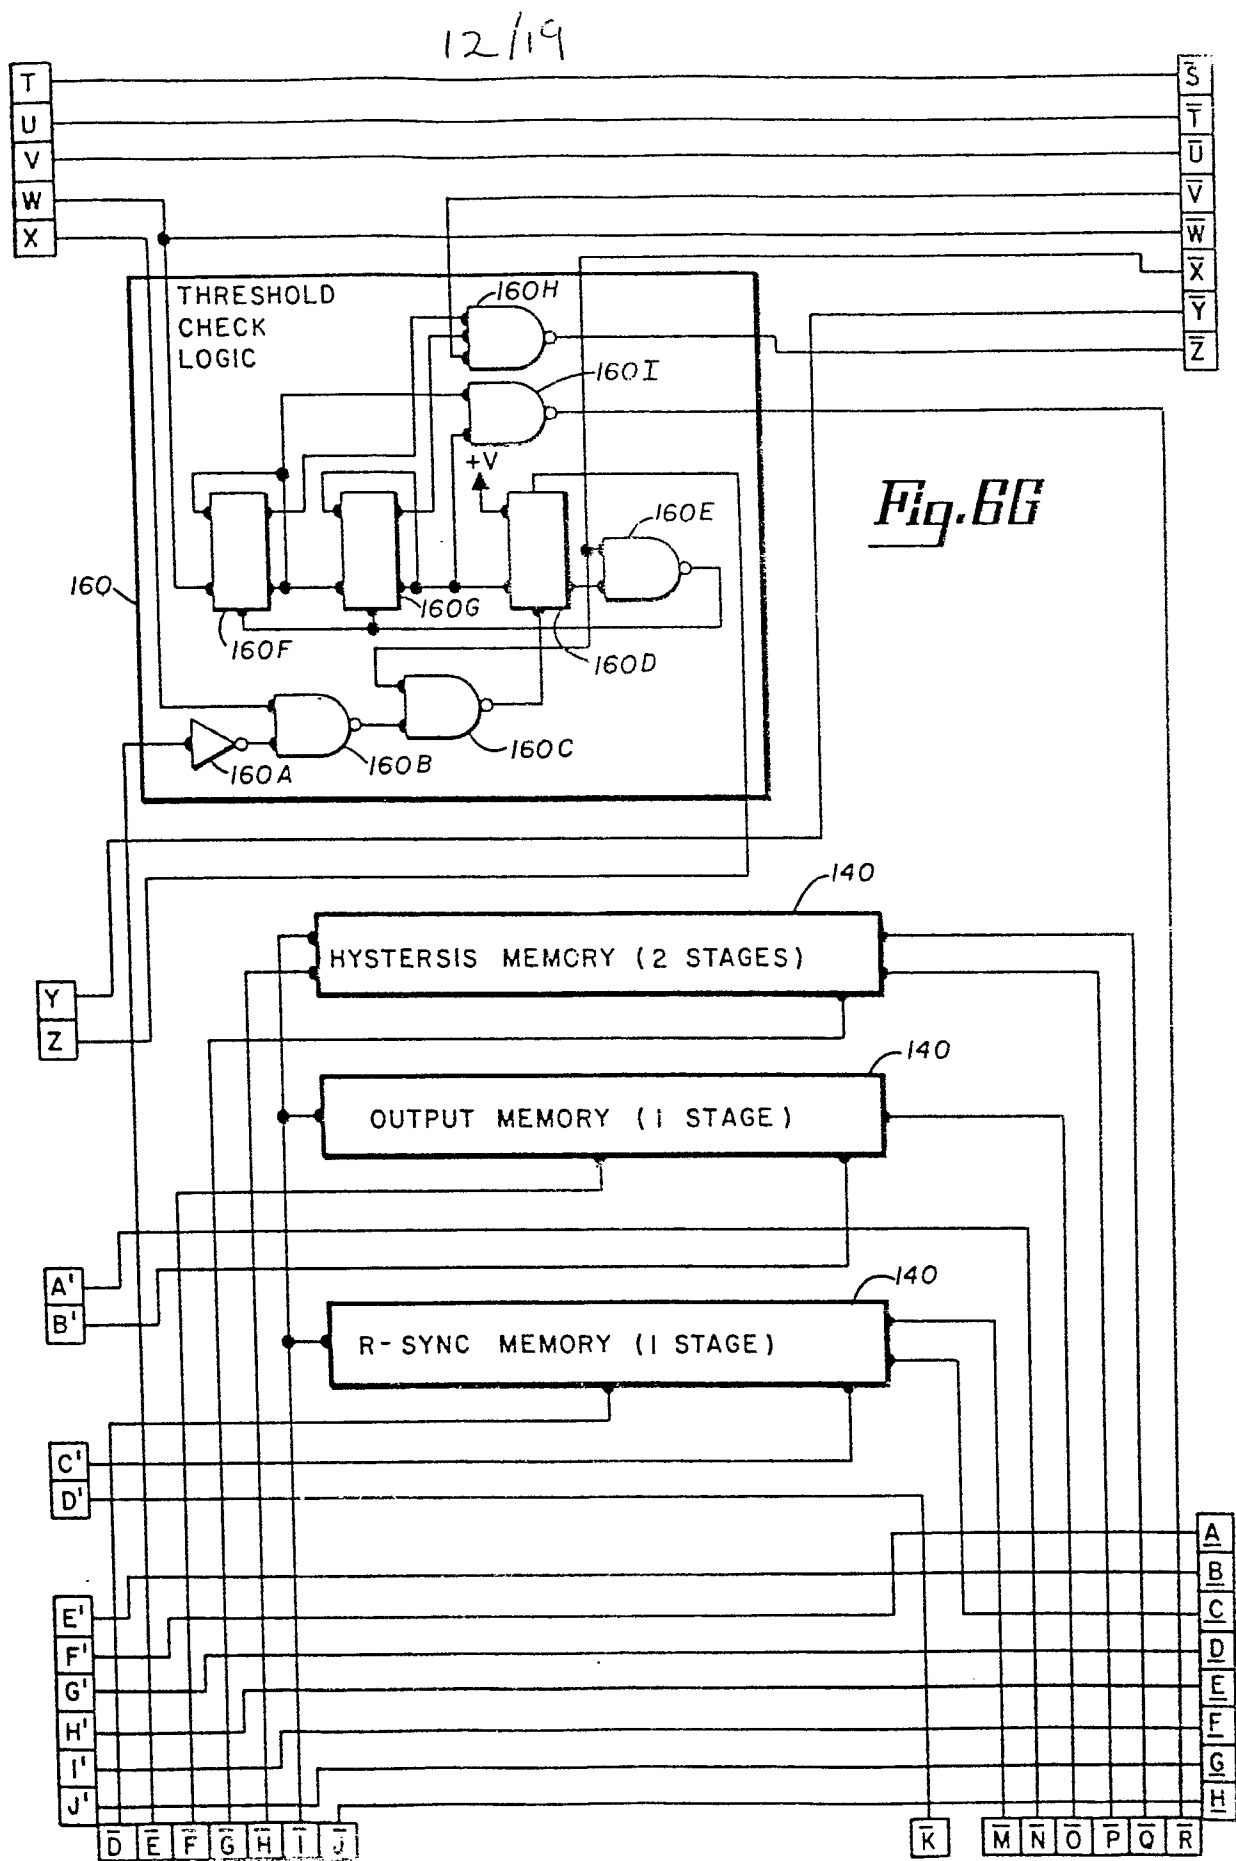 12/19
T
U
V
W
X
S̅
T̅
U̅
V̅
W̅
X̅
Y̅
Z̅
THRESHOLD
CHECK
LOGIC
160H
160I
+V
160E
Fig. 6G
160
160F
160G
160D
160A
160B
160C
140
HYSTERSIS MEMORY (2 STAGES)
Y
Z
140
OUTPUT MEMORY (1 STAGE)
A'
B'
140
R-SYNC MEMORY (1 STAGE)
C'
D'
E'
F'
G'
H'
I'
J'
A̲
B̲
C̲
D̲
E̲
F̲
G̲
H̲
D̅ E̅ F̅ G̅ H̅ I̅ J̅ K̅ M̅ N̅ O̅ P̅ Q̅ R̅